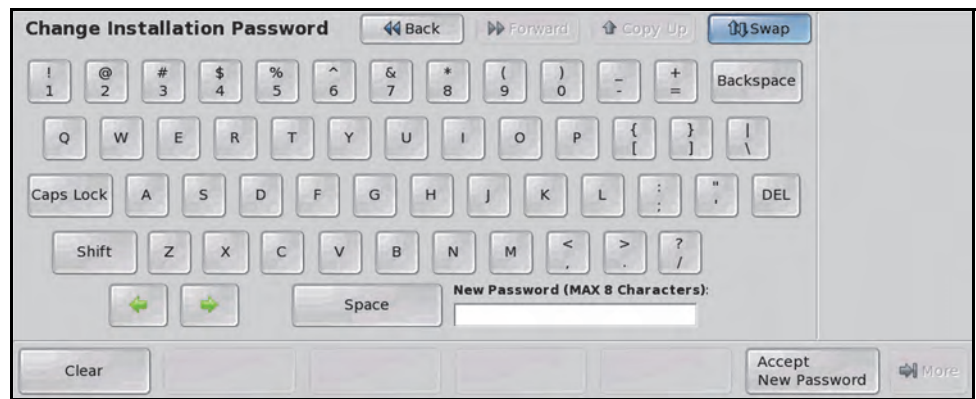 Change Installation Password Back Forward Copy Up Swap
! @ # $ % ^ & * ( ) _ +
1 2 3 4 5 6 7 8 9 0 - = Backspace
Q W E R T Y U I O P { } |
[ ] \
Caps Lock A S D F G H J K L : " DEL
; '
Shift Z X C V B N M < > ?
, . /
Space New Password (MAX 8 Characters):
Clear Accept
New Password More